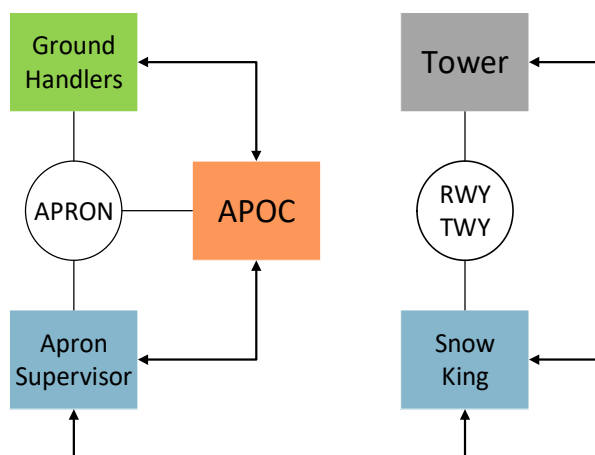 Ground
Handlers
Tower
APRON
APOC
RWY
TWY
Apron
Supervisor
Snow
King